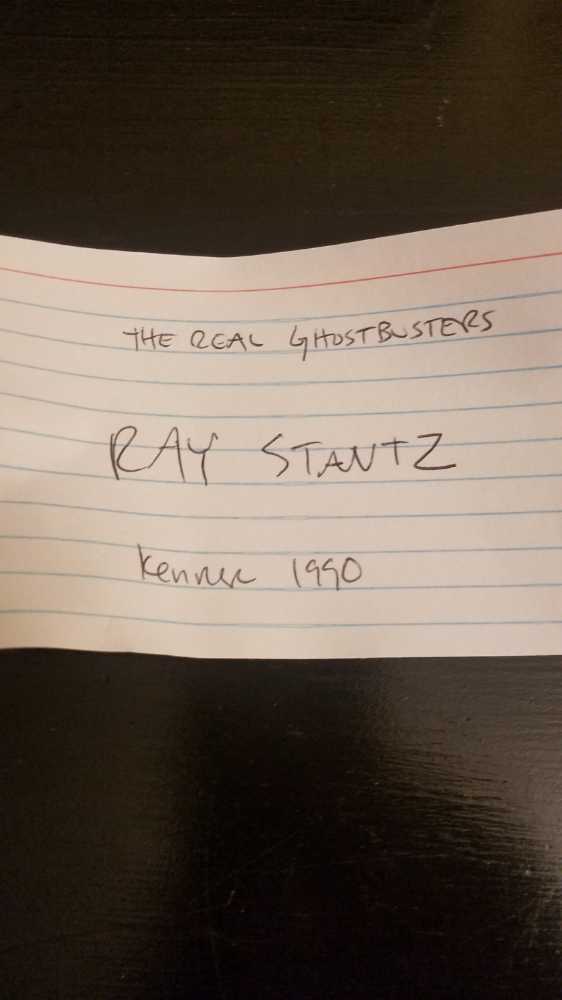 THE REAL GHOSTBUSTERS
RAY STANTZ
Kenner 1990